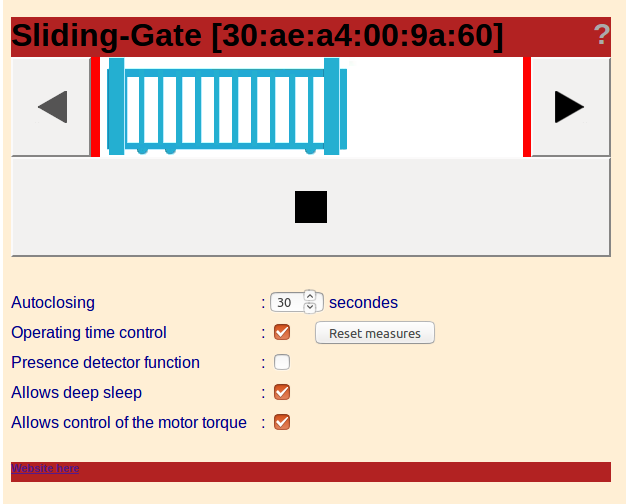 Sliding-Gate [30:ae:a4:00:9a:60] ?
Autoclosing : 30 secondes
Operating time control : Reset measures
Presence detector function :
Allows deep sleep :
Allows control of the motor torque :
Website here